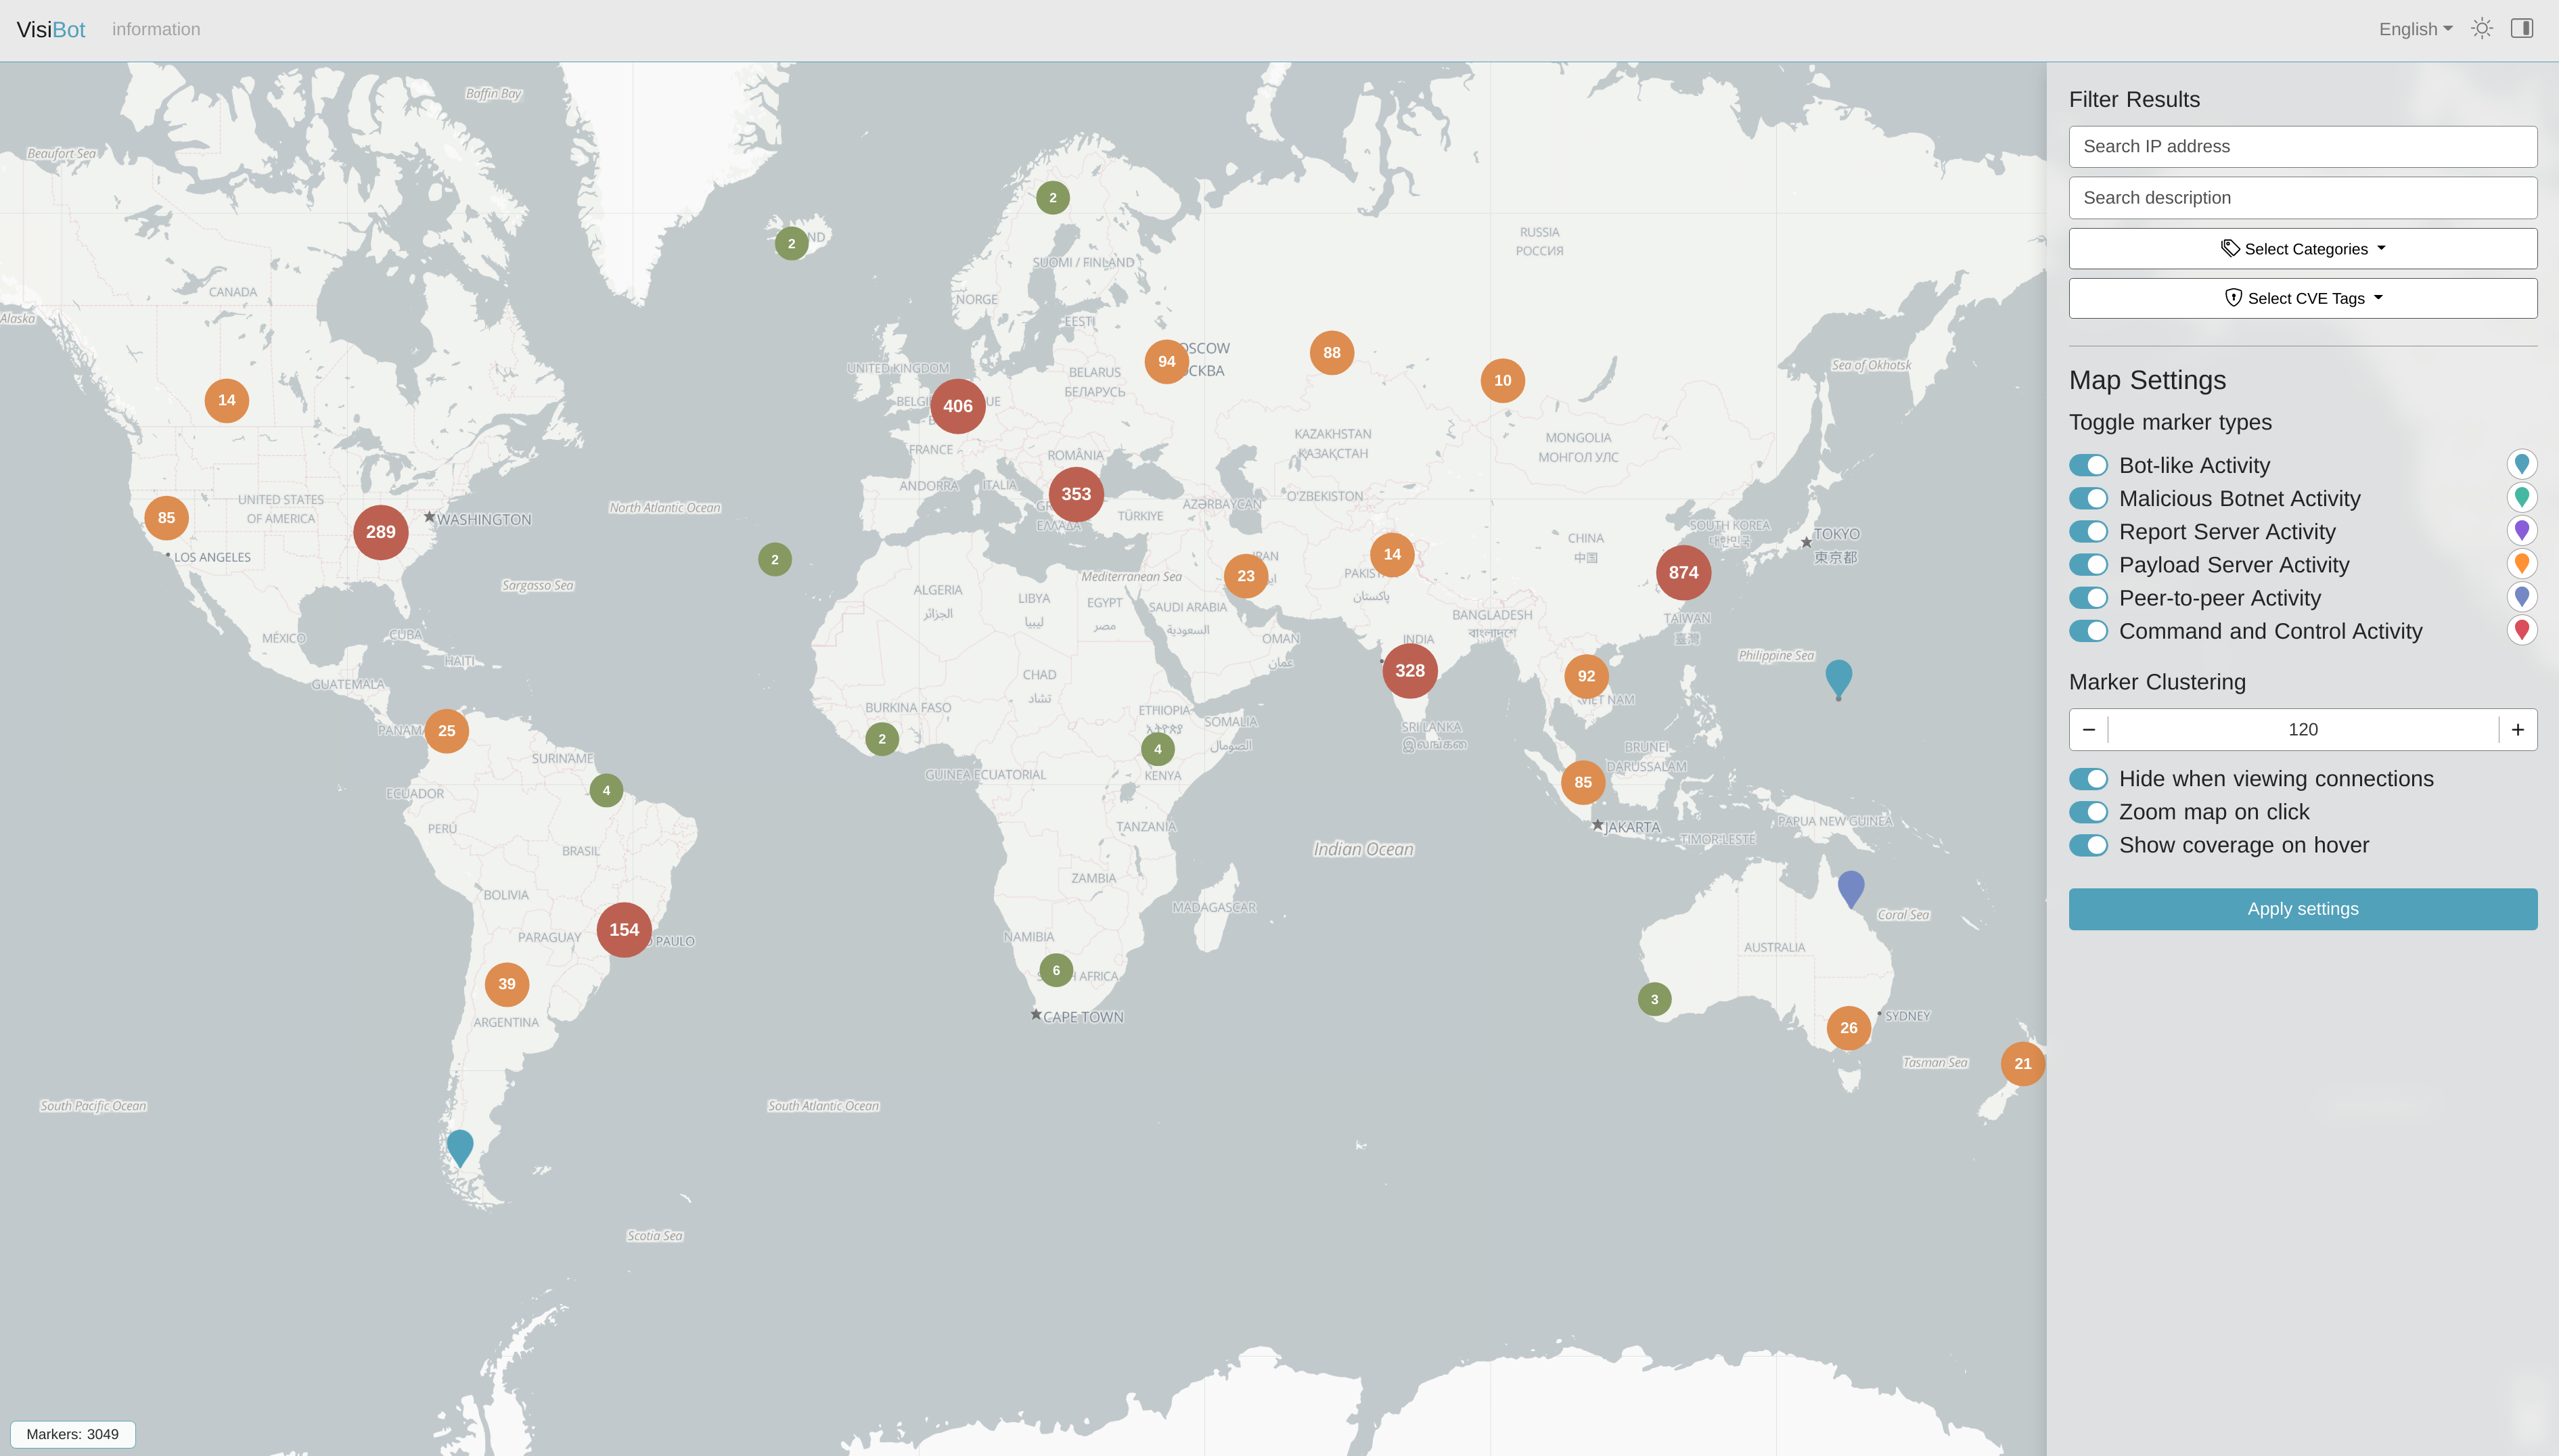 VisiBot information English
Baffin Bay
Beaufort Sea
2
2
RUSSIA
РОССИЯ
SUOMI / FINLAND
CANADA
NORGE
Alaska
EESTI
94
MOSCOW
88
10
Sea of Okhotsk
UNITED KINGDOM
BELARUS
БЕЛАРУСЬ
14
406
KAZAKHSTAN
ҚАЗАҚСТАН
MONGOLIA
МОНГОЛ УЛС
FRANCE
ROMÂNIA
ANDORRA
ITALIA
353
O'ZBEKISTON
AZƏRBAYCAN
UNITED STATES
OF AMERICA
85
289
WASHINGTON
North Atlantic Ocean
ΕΛΛΑΔΑ
TÜRKIYE
SOUTH KOREA
대한민국
TOKYO
東京都
CHINA
中国
LOS ANGELES
2
14
IRAN
23
874
Sargasso Sea
Mediterranean Sea
PAKISTAN
پاکستان
ALGERIA
الجزائر
LIBYA
ليبيا
EGYPT
مصر
SAUDI ARABIA
السعودية
BANGLADESH
বাংলাদেশ
TAIWAN
臺灣
MÉXICO
CUBA
OMAN
عمان
INDIA
328
Philippine Sea
HAITI
GUATEMALA
CHAD
تشاد
92
VIỆT NAM
BURKINA FASO
ETHIOPIA
ኢትዮጵያ
SOMALIA
الصومال
SRI LANKA
இலங்கை
25
2
4
KENYA
BRUNEI
DARUSSALAM
SURINAME
GUINEA ECUATORIAL
85
4
ECUADOR
PERÚ
TANZANIA
JAKARTA
TIMOR-LESTE
PAPUA NEW GUINEA
BRASIL
Indian Ocean
ZAMBIA
BOLIVIA
MADAGASCAR
Coral Sea
154
PAULO
PARAGUAY
NAMIBIA
AUSTRALIA
6
AFRICA
39
3
ARGENTINA
CAPE TOWN
26
SYDNEY
Tasman Sea
21
South Pacific Ocean
South Atlantic Ocean
Scotia Sea
Markers: 3049
Filter Results
Search IP address
Search description
Select Categories
Select CVE Tags
Map Settings
Toggle marker types
Bot-like Activity
Malicious Botnet Activity
Report Server Activity
Payload Server Activity
Peer-to-peer Activity
Command and Control Activity
Marker Clustering
− 120 +
Hide when viewing connections
Zoom map on click
Show coverage on hover
Apply settings